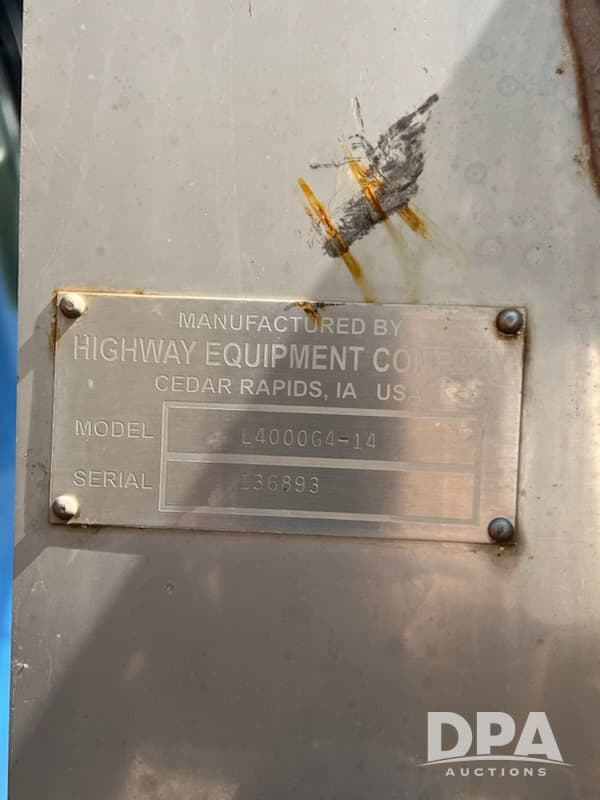 MANUFACTURED BY
HIGHWAY EQUIPMENT COMPANY
CEDAR RAPIDS, IA USA
MODEL L4000G4-14
SERIAL 136893
DPA
AUCTIONS